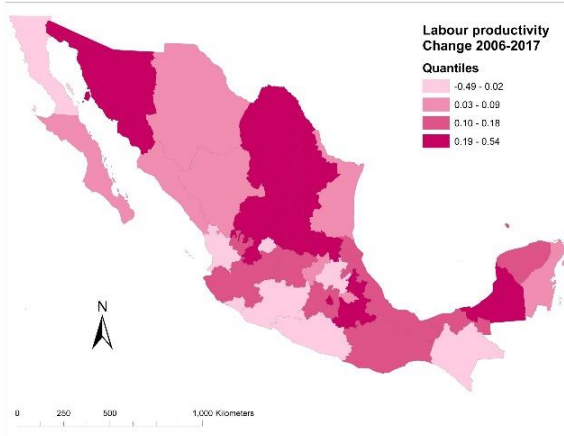 Labour productivity
Change 2006-2017
Quantiles
-0.49 - 0.02
0.03 - 0.09
0.10 - 0.18
0.19 - 0.54
N
0 250 500 1,000 Kilometers